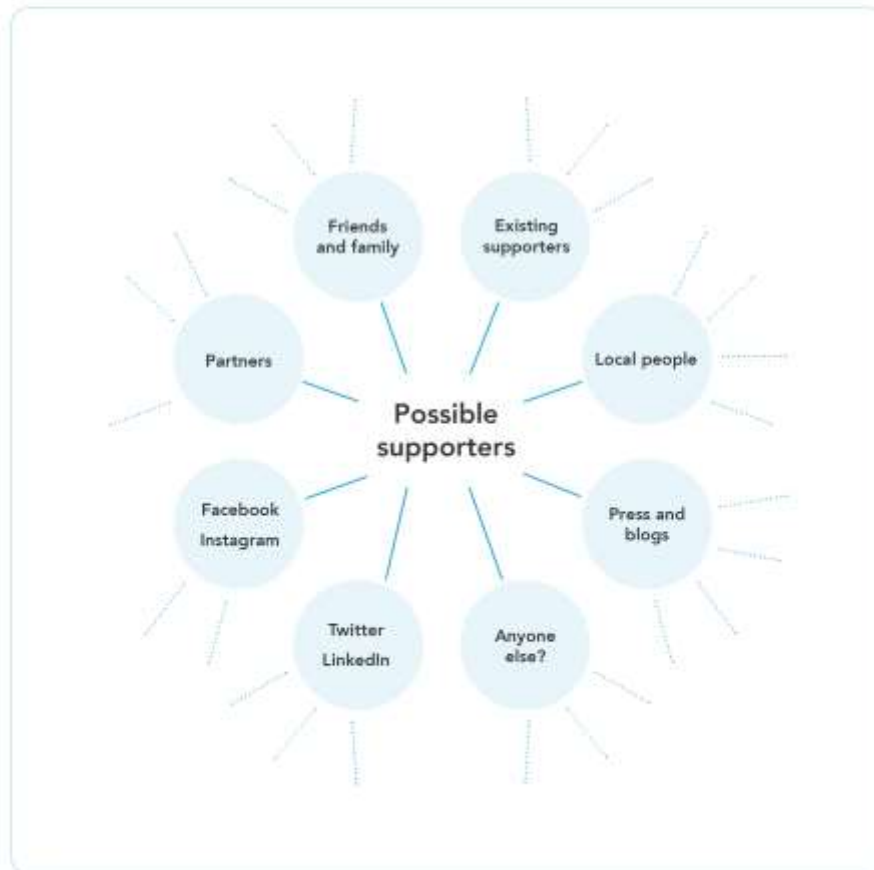 Friends
and family
Existing
supporters
Partners
Local people
Possible
supporters
Facebook
Instagram
Press and
blogs
Twitter
LinkedIn
Anyone
else?